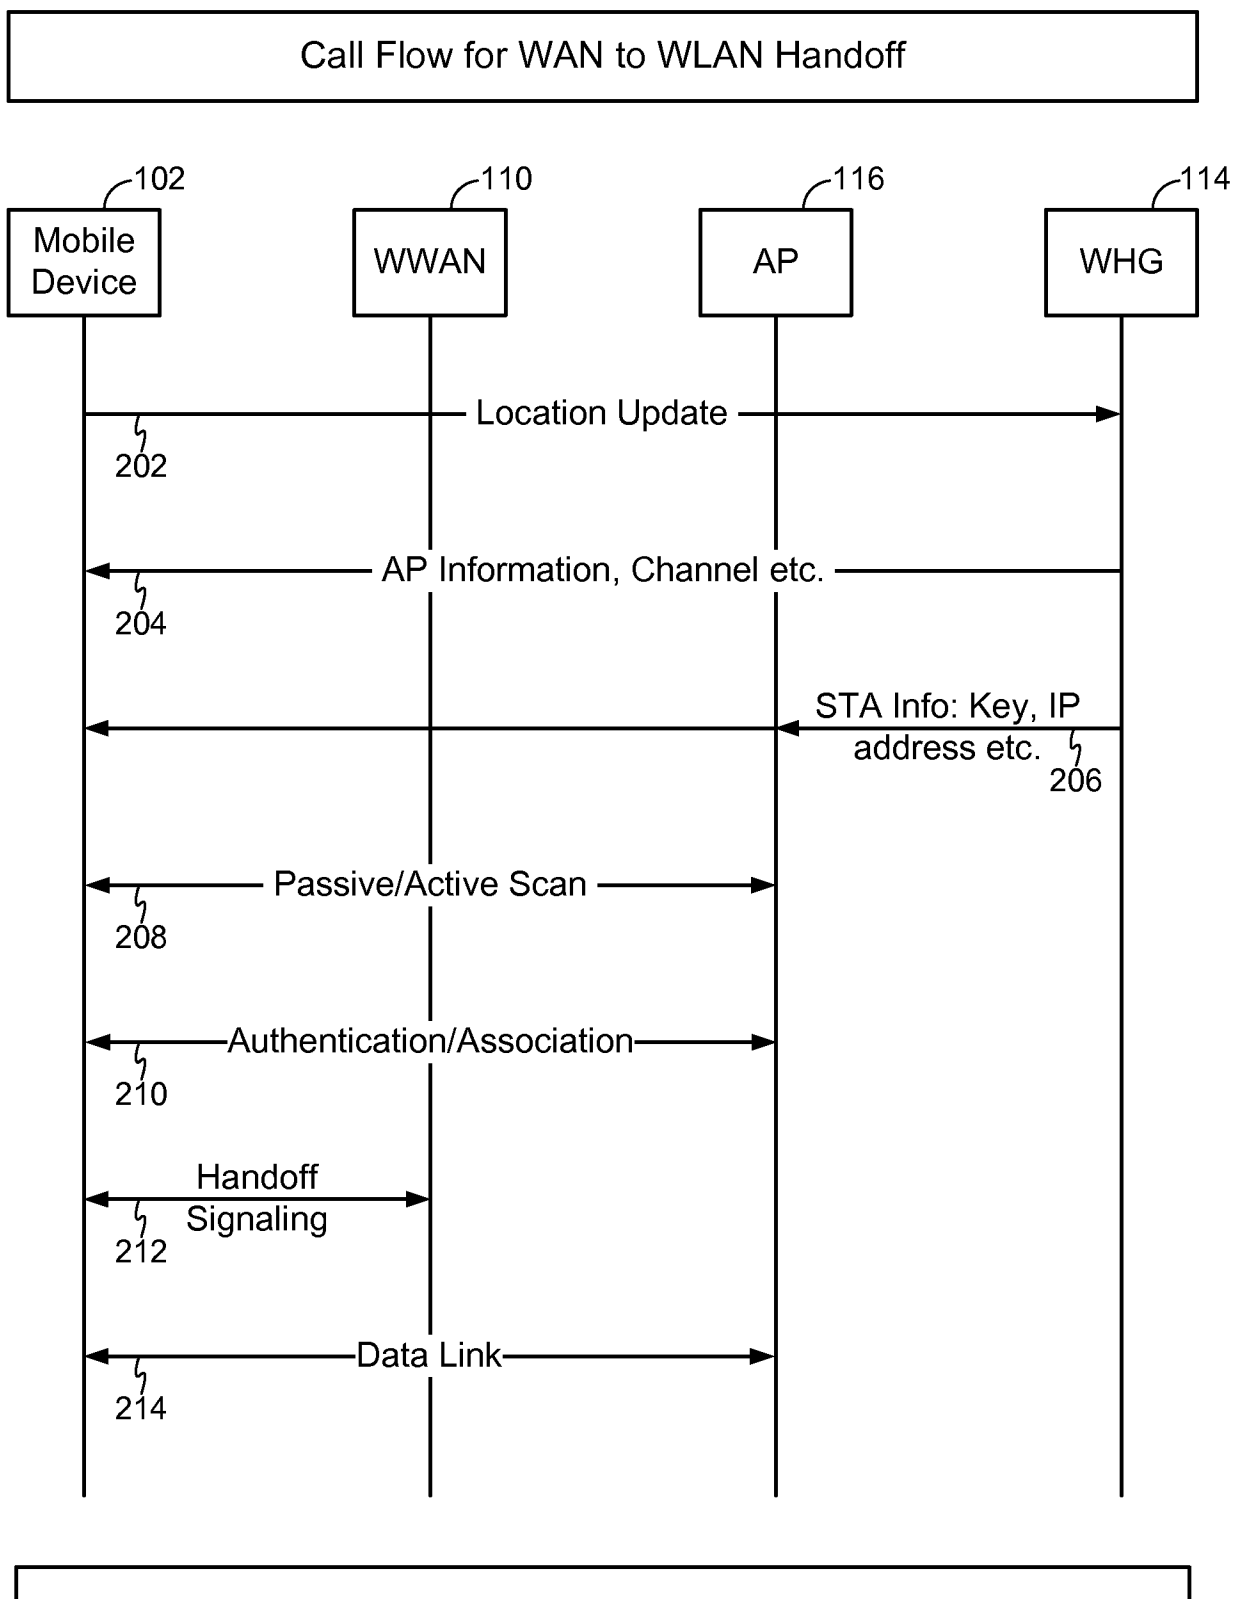 Call Flow for WAN to WLAN Handoff
102
110
116
114
Mobile
Device
WWAN
AP
WHG
Location Update
202
AP Information, Channel etc.
204
STA Info: Key, IP
address etc.
206
Passive/Active Scan
208
Authentication/Association
210
Handoff
Signaling
212
Data Link
214